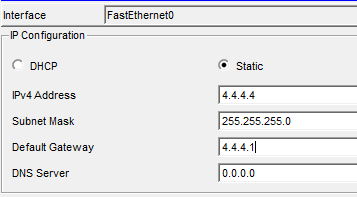 Interface FastEthernet0
IP Configuration
DHCP Static
IPv4 Address 4.4.4.4
Subnet Mask 255.255.255.0
Default Gateway 4.4.4.1
DNS Server 0.0.0.0